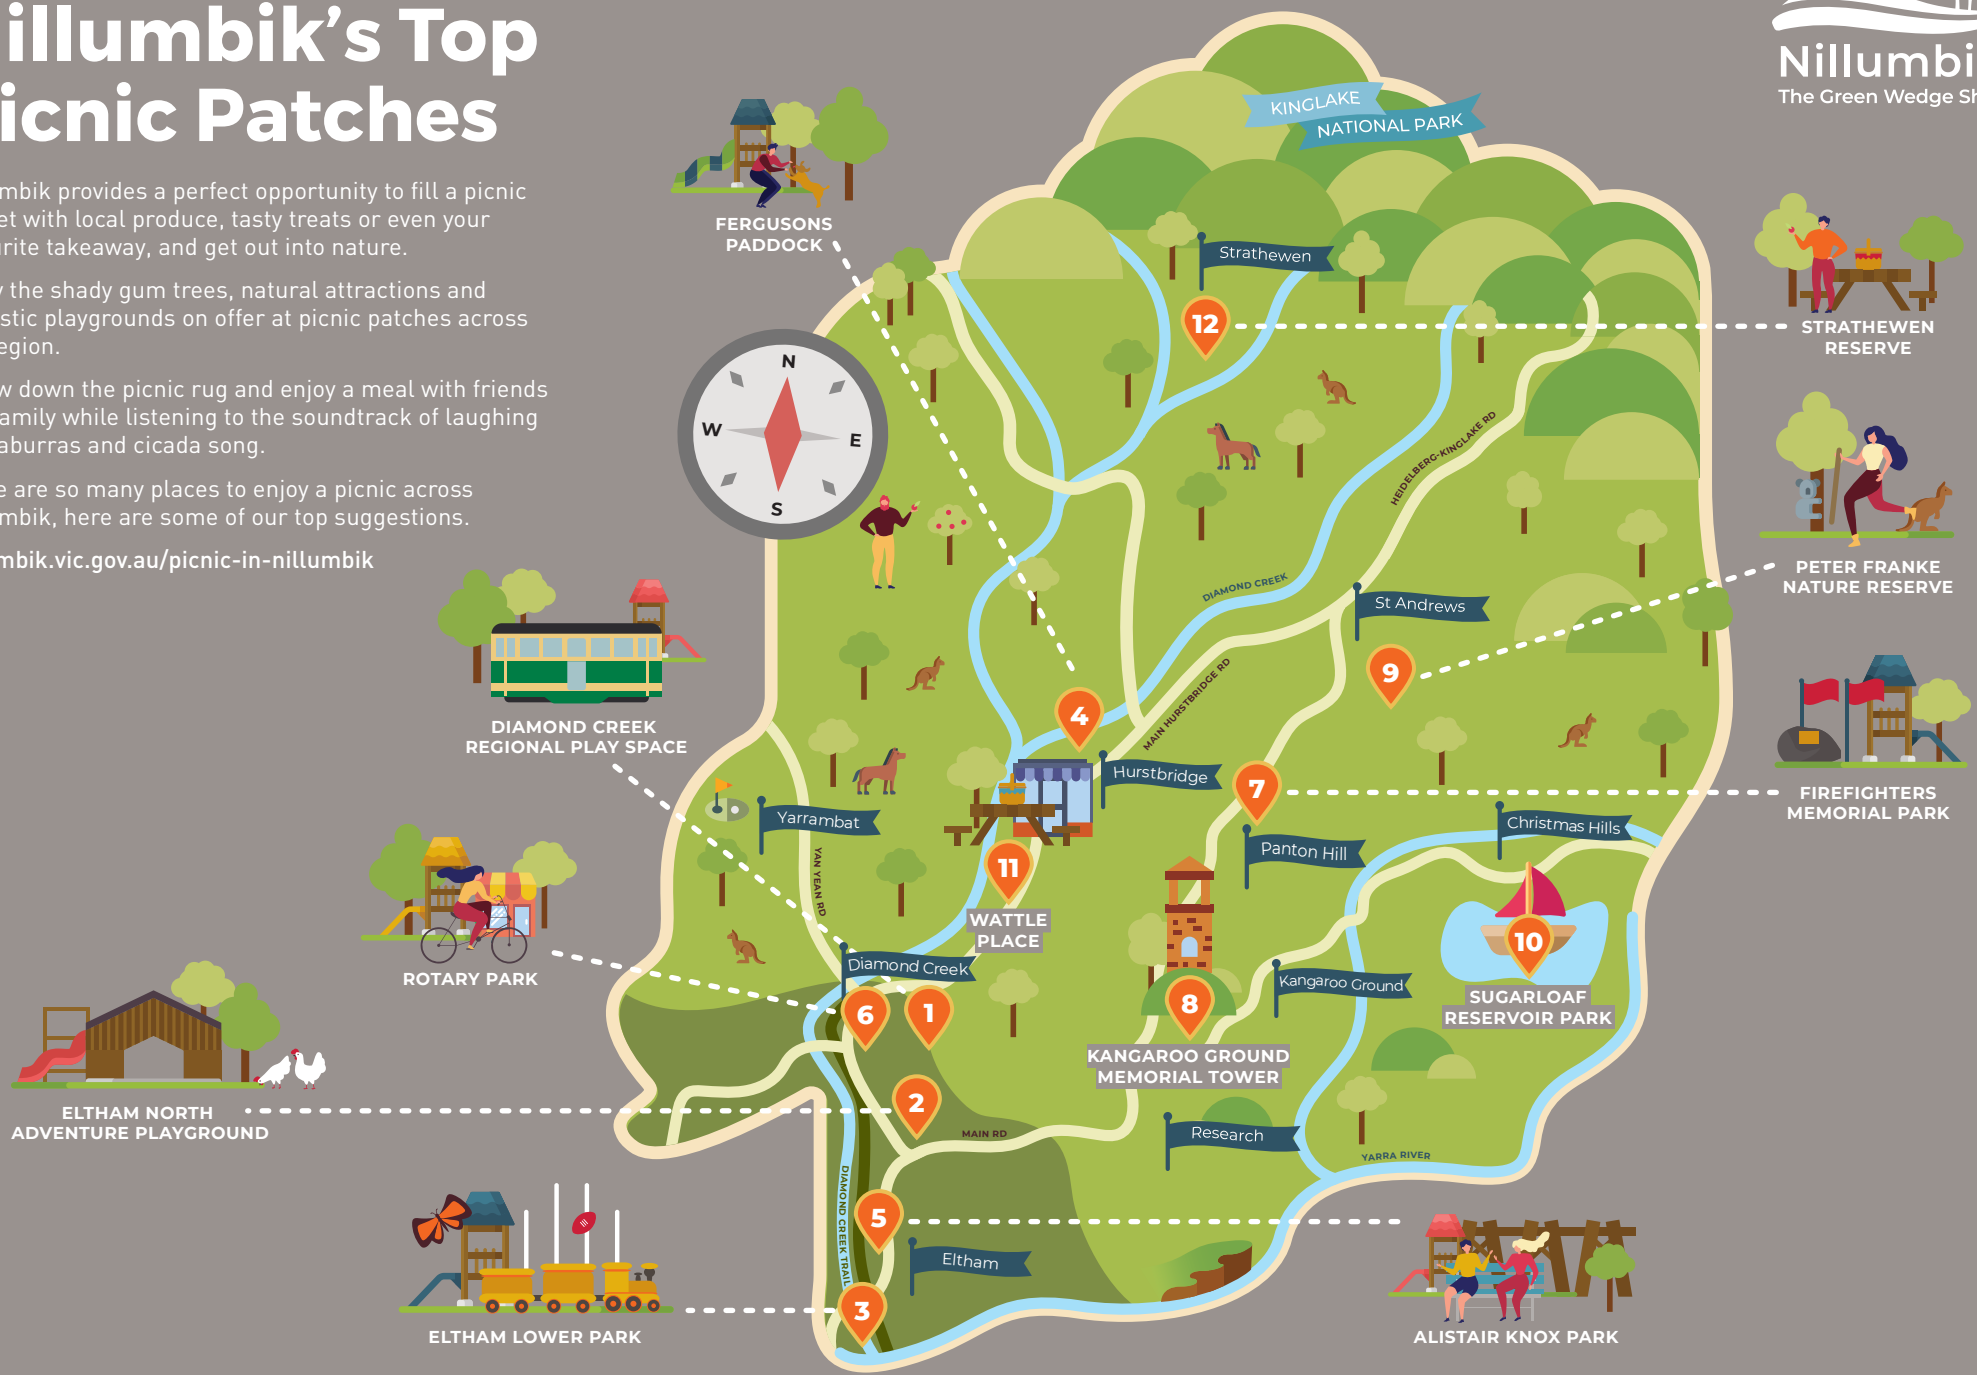 illumbik's Top
icnic Patches
mbik provides a perfect opportunity to fill a picnic
et with local produce, tasty treats or even your
urite takeaway, and get out into nature.
y the shady gum trees, natural attractions and
stic playgrounds on offer at picnic patches across
egion.
w down the picnic rug and enjoy a meal with friends
amily while listening to the soundtrack of laughing
aburras and cicada song.
e are so many places to enjoy a picnic across
mbik, here are some of our top suggestions.
mbik.vic.gov.au/picnic-in-nillumbik
Nillumbi
The Green Wedge Sh
KINGLAKE
NATIONAL PARK
FERGUSONS
PADDOCK
Strathewen
12
STRATHEWEN
RESERVE
N
W
E
S
HEIDELBERG-KINGLAKE RD
PETER FRANKE
NATURE RESERVE
DIAMOND CREEK
St Andrews
9
MAIN HURSTBRIDGE RD
4
DIAMOND CREEK
REGIONAL PLAY SPACE
Hurstbridge
7
FIREFIGHTERS
MEMORIAL PARK
Yarrambat
Christmas Hills
Panton Hill
YAN YEAN RD
11
WATTLE
PLACE
10
SUGARLOAF
RESERVOIR PARK
Diamond Creek
ROTARY PARK
Kangaroo Ground
6
1
8
KANGAROO GROUND
MEMORIAL TOWER
2
ELTHAM NORTH
ADVENTURE PLAYGROUND
MAIN RD
Research
YARRA RIVER
DIAMOND CREEK TRAIL
5
Eltham
3
ELTHAM LOWER PARK
ALISTAIR KNOX PARK